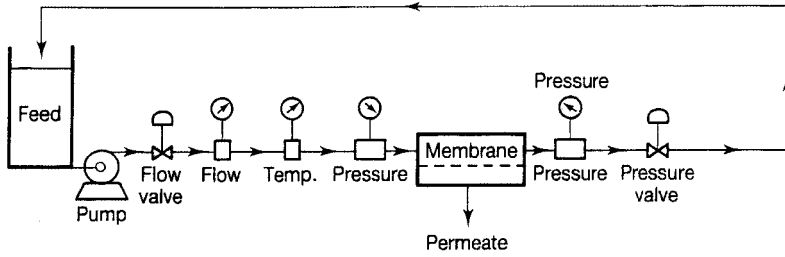 Pressure
Feed
Membrane
Flow
valve
Flow
Temp.
Pressure
Pressure
Pressure
valve
Pump
Permeate